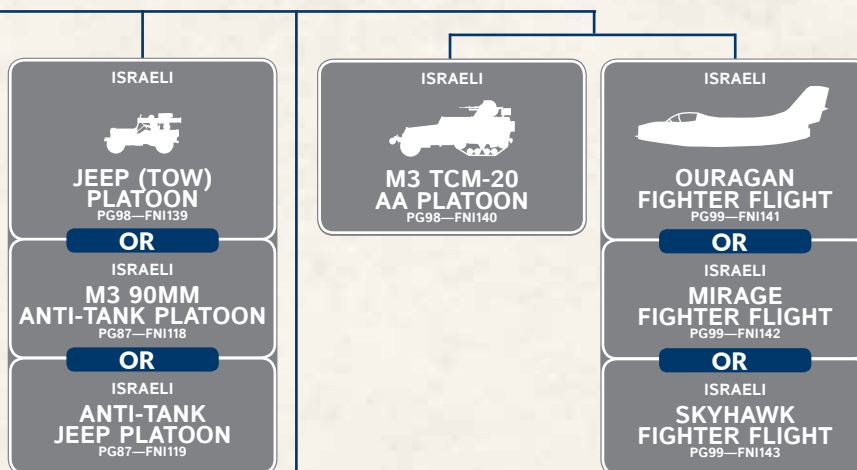 ISRAELI
JEEP (TOW)
PLATOON
PG98—FNI139
OR
ISRAELI
M3 90MM
ANTI-TANK PLATOON
PG87—FNI118
OR
ISRAELI
ANTI-TANK
JEEP PLATOON
PG87—FNI119
ISRAELI
M3 TCM-20
AA PLATOON
PG98—FNI140
ISRAELI
OURAGAN
FIGHTER FLIGHT
PG99—FNI141
OR
ISRAELI
MIRAGE
FIGHTER FLIGHT
PG99—FNI142
OR
ISRAELI
SKYHAWK
FIGHTER FLIGHT
PG99—FNI143